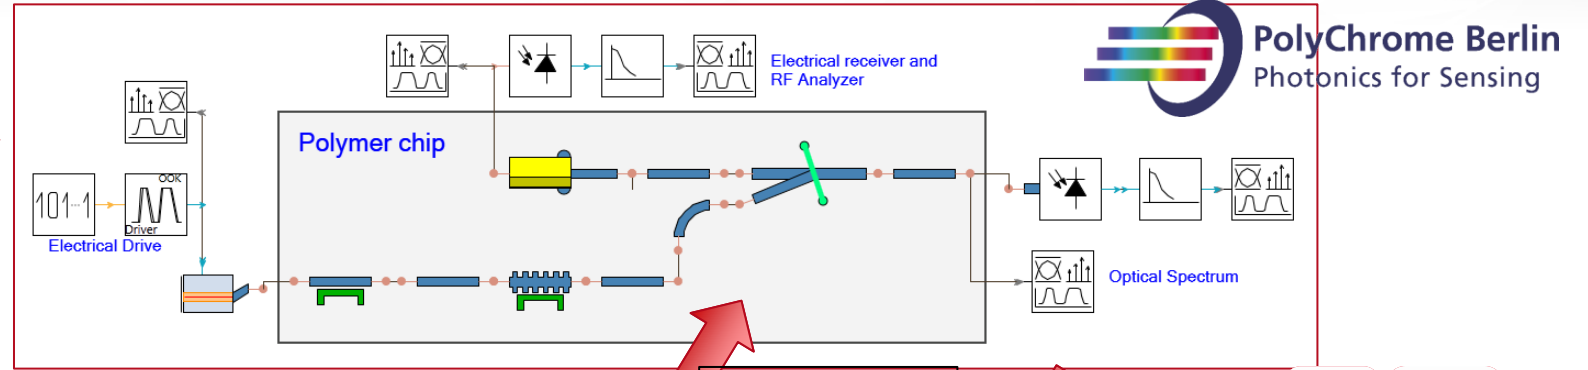 PolyChrome Berlin
Photonics for Sensing
Electrical receiver and
RF Analyzer
Polymer chip
OOK
101...1
Driver
Electrical Drive
Optical Spectrum